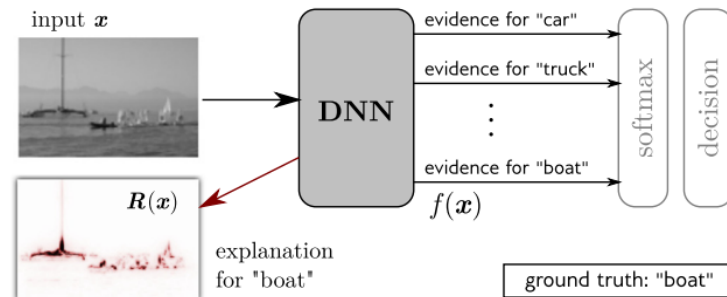 input x
evidence for "car"
evidence for "truck"
DNN
⋮
evidence for "boat"
f(x)
softmax
decision
R(x)
explanation
for "boat"
ground truth: "boat"